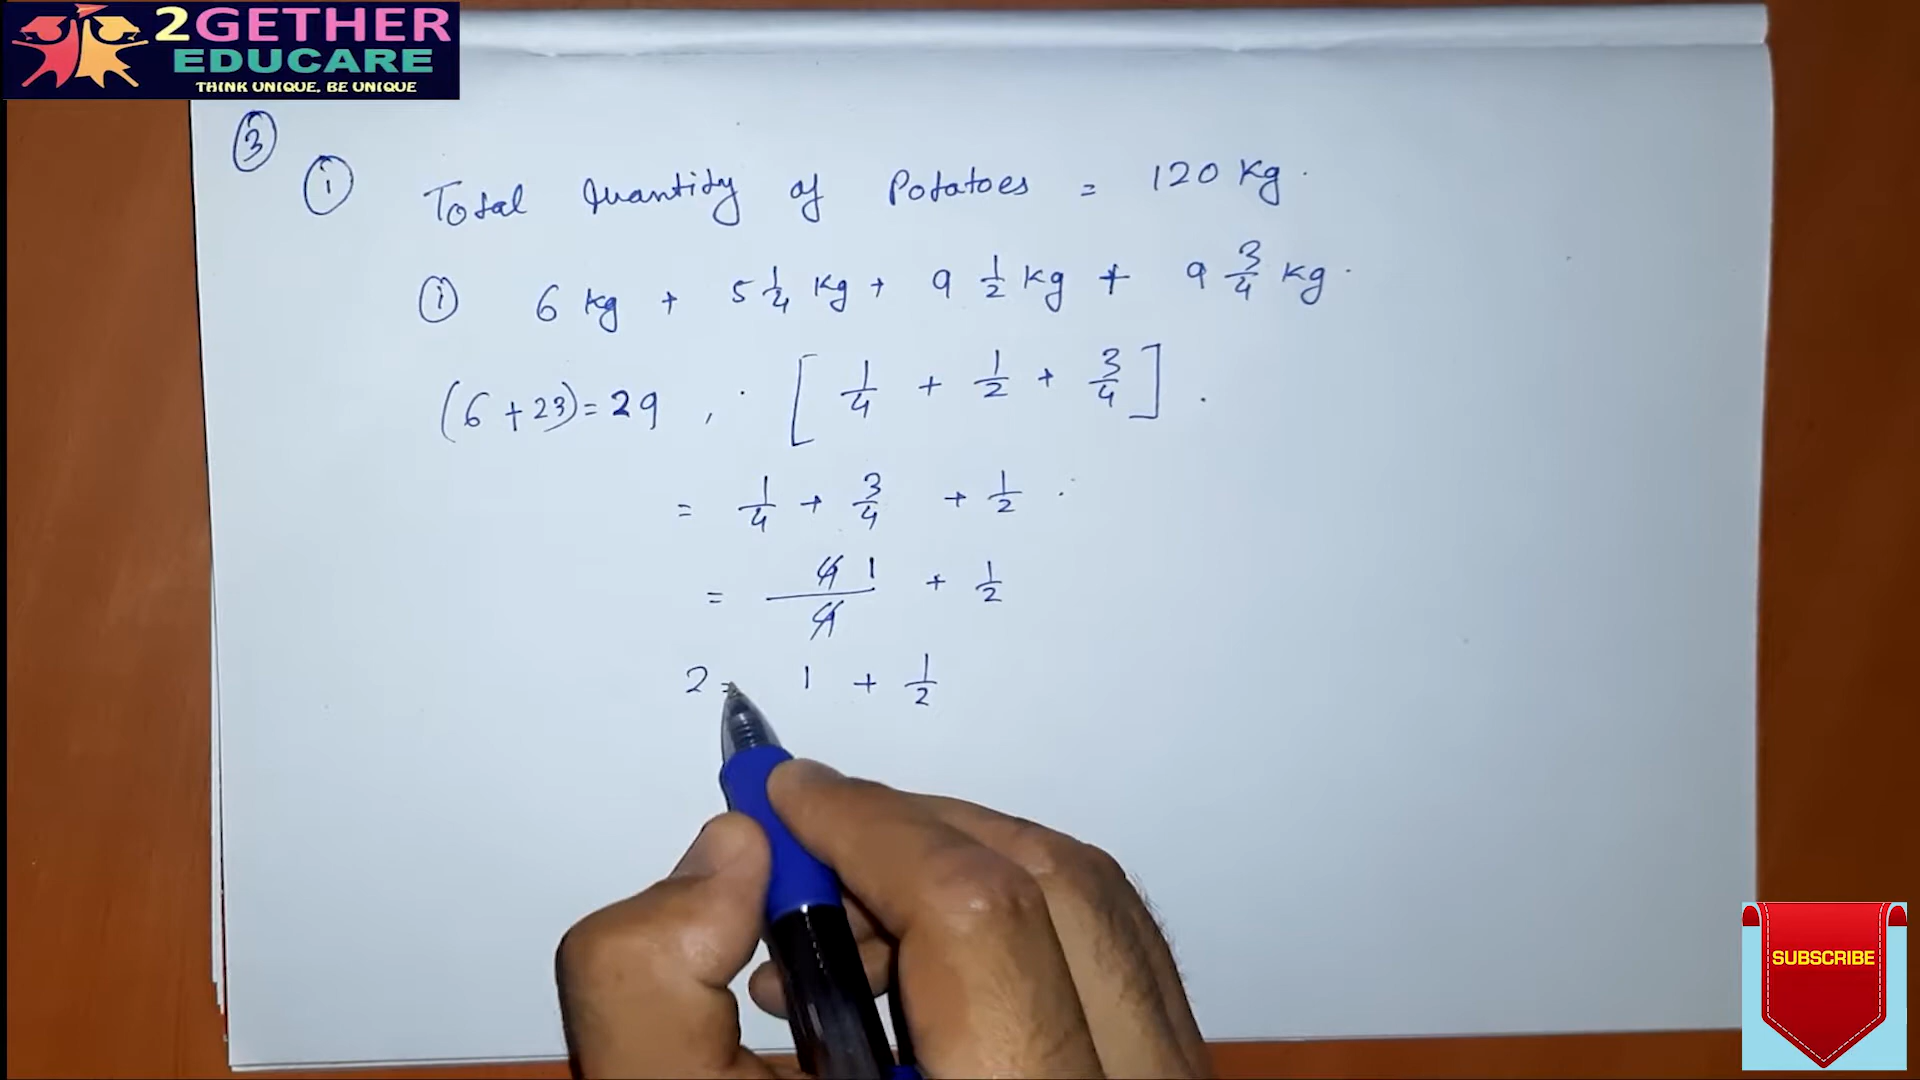 2GETHER
EDUCARE
THINK UNIQUE, BE UNIQUE
③
① Total Quantity of Potatoes = 120 Kg.
① 6 kg + 5 1/4 Kg + 9 1/2 kg + 9 3/4 kg.
(6 + 23) = 29 , [ 1/4 + 1/2 + 3/4 ] .
= 1/4 + 3/4 + 1/2
= 4 1/4 + 1/2
2 = 1 + 1/2
SUBSCRIBE